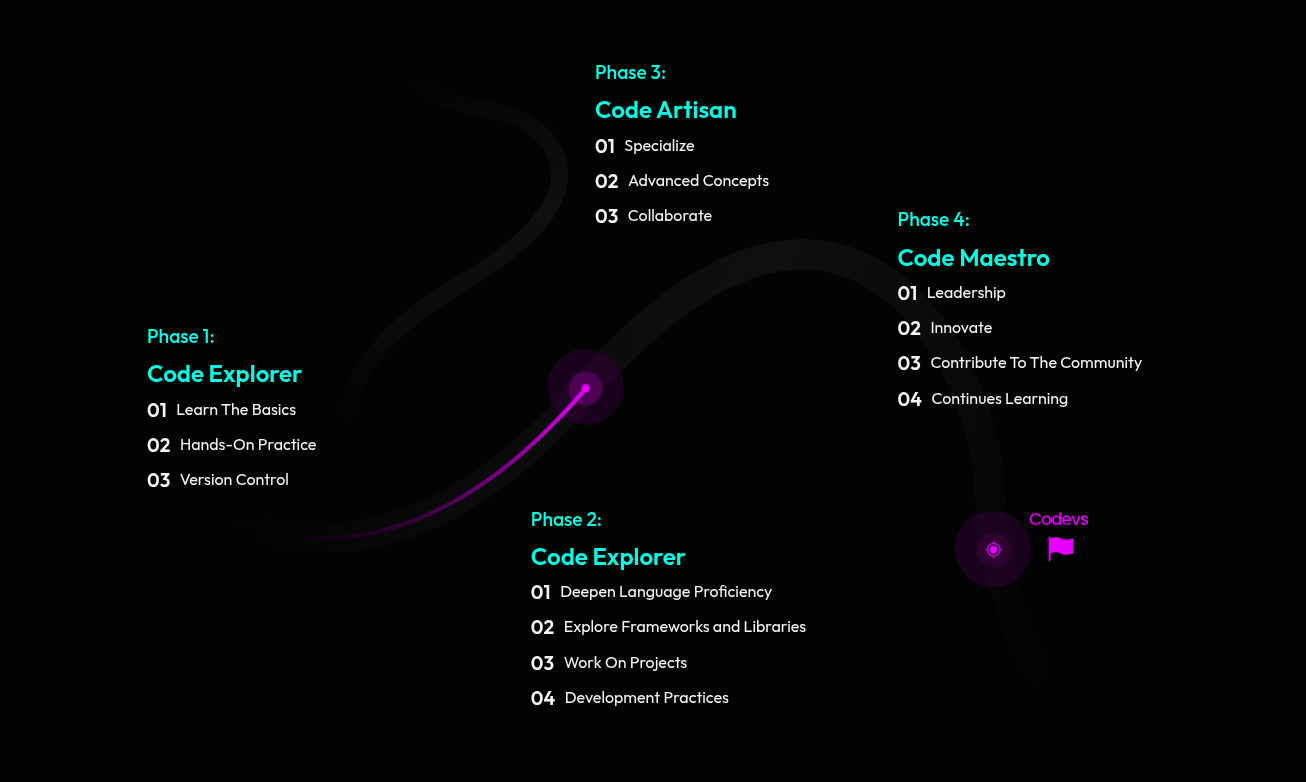 Phase 1:
Code Explorer
01 Learn The Basics
02 Hands-On Practice
03 Version Control
Phase 2:
Code Explorer
01 Deepen Language Proficiency
02 Explore Frameworks and Libraries
03 Work On Projects
04 Development Practices
Phase 3:
Code Artisan
01 Specialize
02 Advanced Concepts
03 Collaborate
Phase 4:
Code Maestro
01 Leadership
02 Innovate
03 Contribute To The Community
04 Continues Learning
Codevs